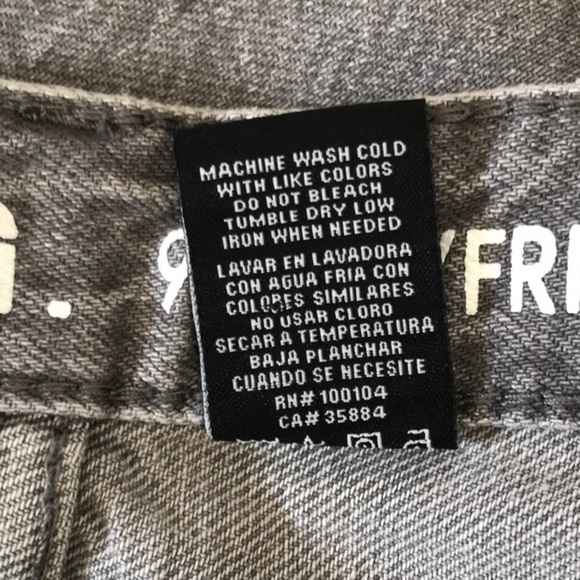 MACHINE WASH COLD
WITH LIKE COLORS
DO NOT BLEACH
TUMBLE DRY LOW
IRON WHEN NEEDED
LAVAR EN LAVADORA
CON AGUA FRIA CON
COLORES SIMILARES
NO USAR CLORO
SECAR A TEMPERATURA
BAJA PLANCHAR
CUANDO SE NECESITE
RN# 100104
CA# 35884